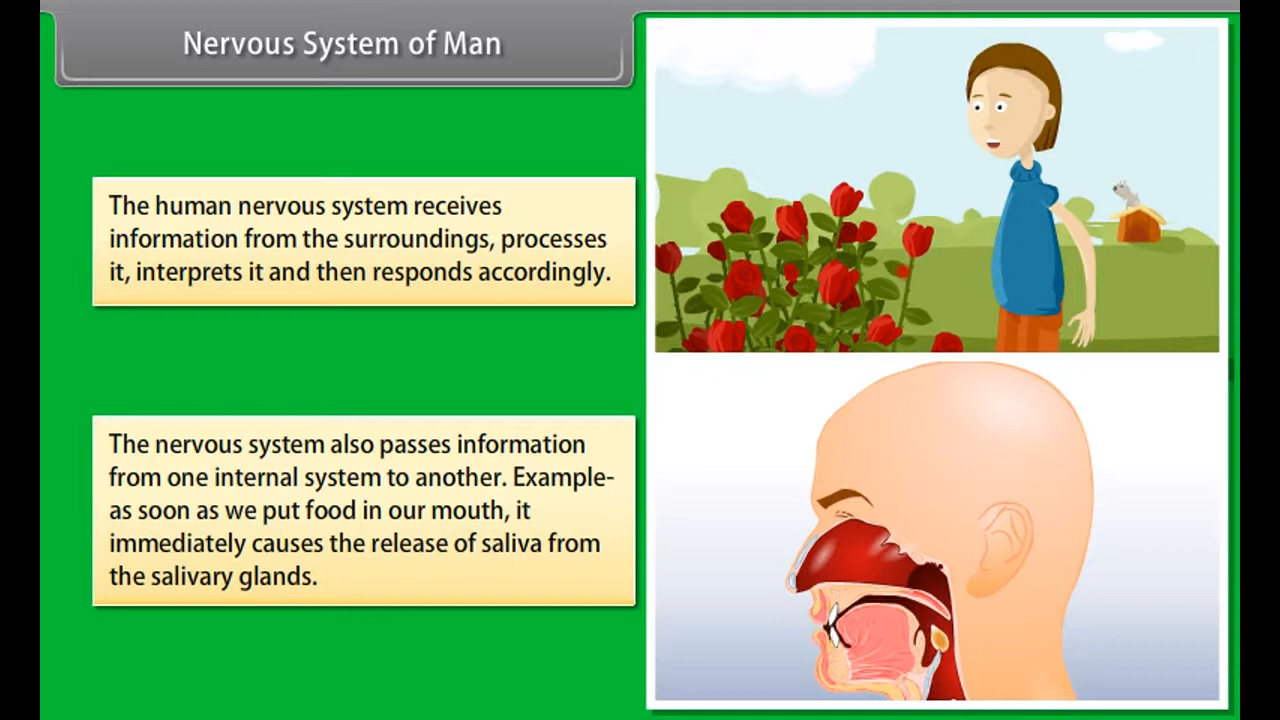 Nervous System of Man
The human nervous system receives
information from the surroundings, processes
it, interprets it and then responds accordingly.
The nervous system also passes information
from one internal system to another. Example-
as soon as we put food in our mouth, it
immediately causes the release of saliva from
the salivary glands.